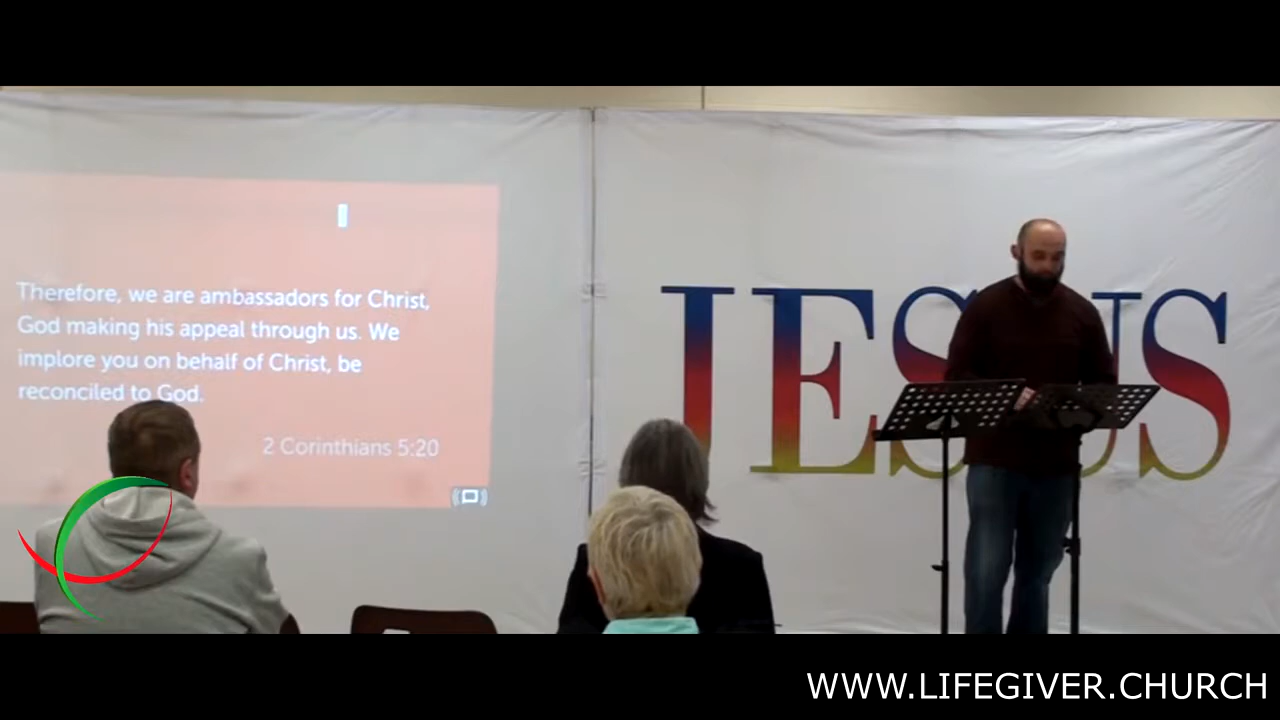 Therefore, we are ambassadors for Christ,
God making his appeal through us. We
implore you on behalf of Christ, be
reconciled to God.
2 Corinthians 5:20
JESUS
WWW.LIFEGIVER.CHURCH